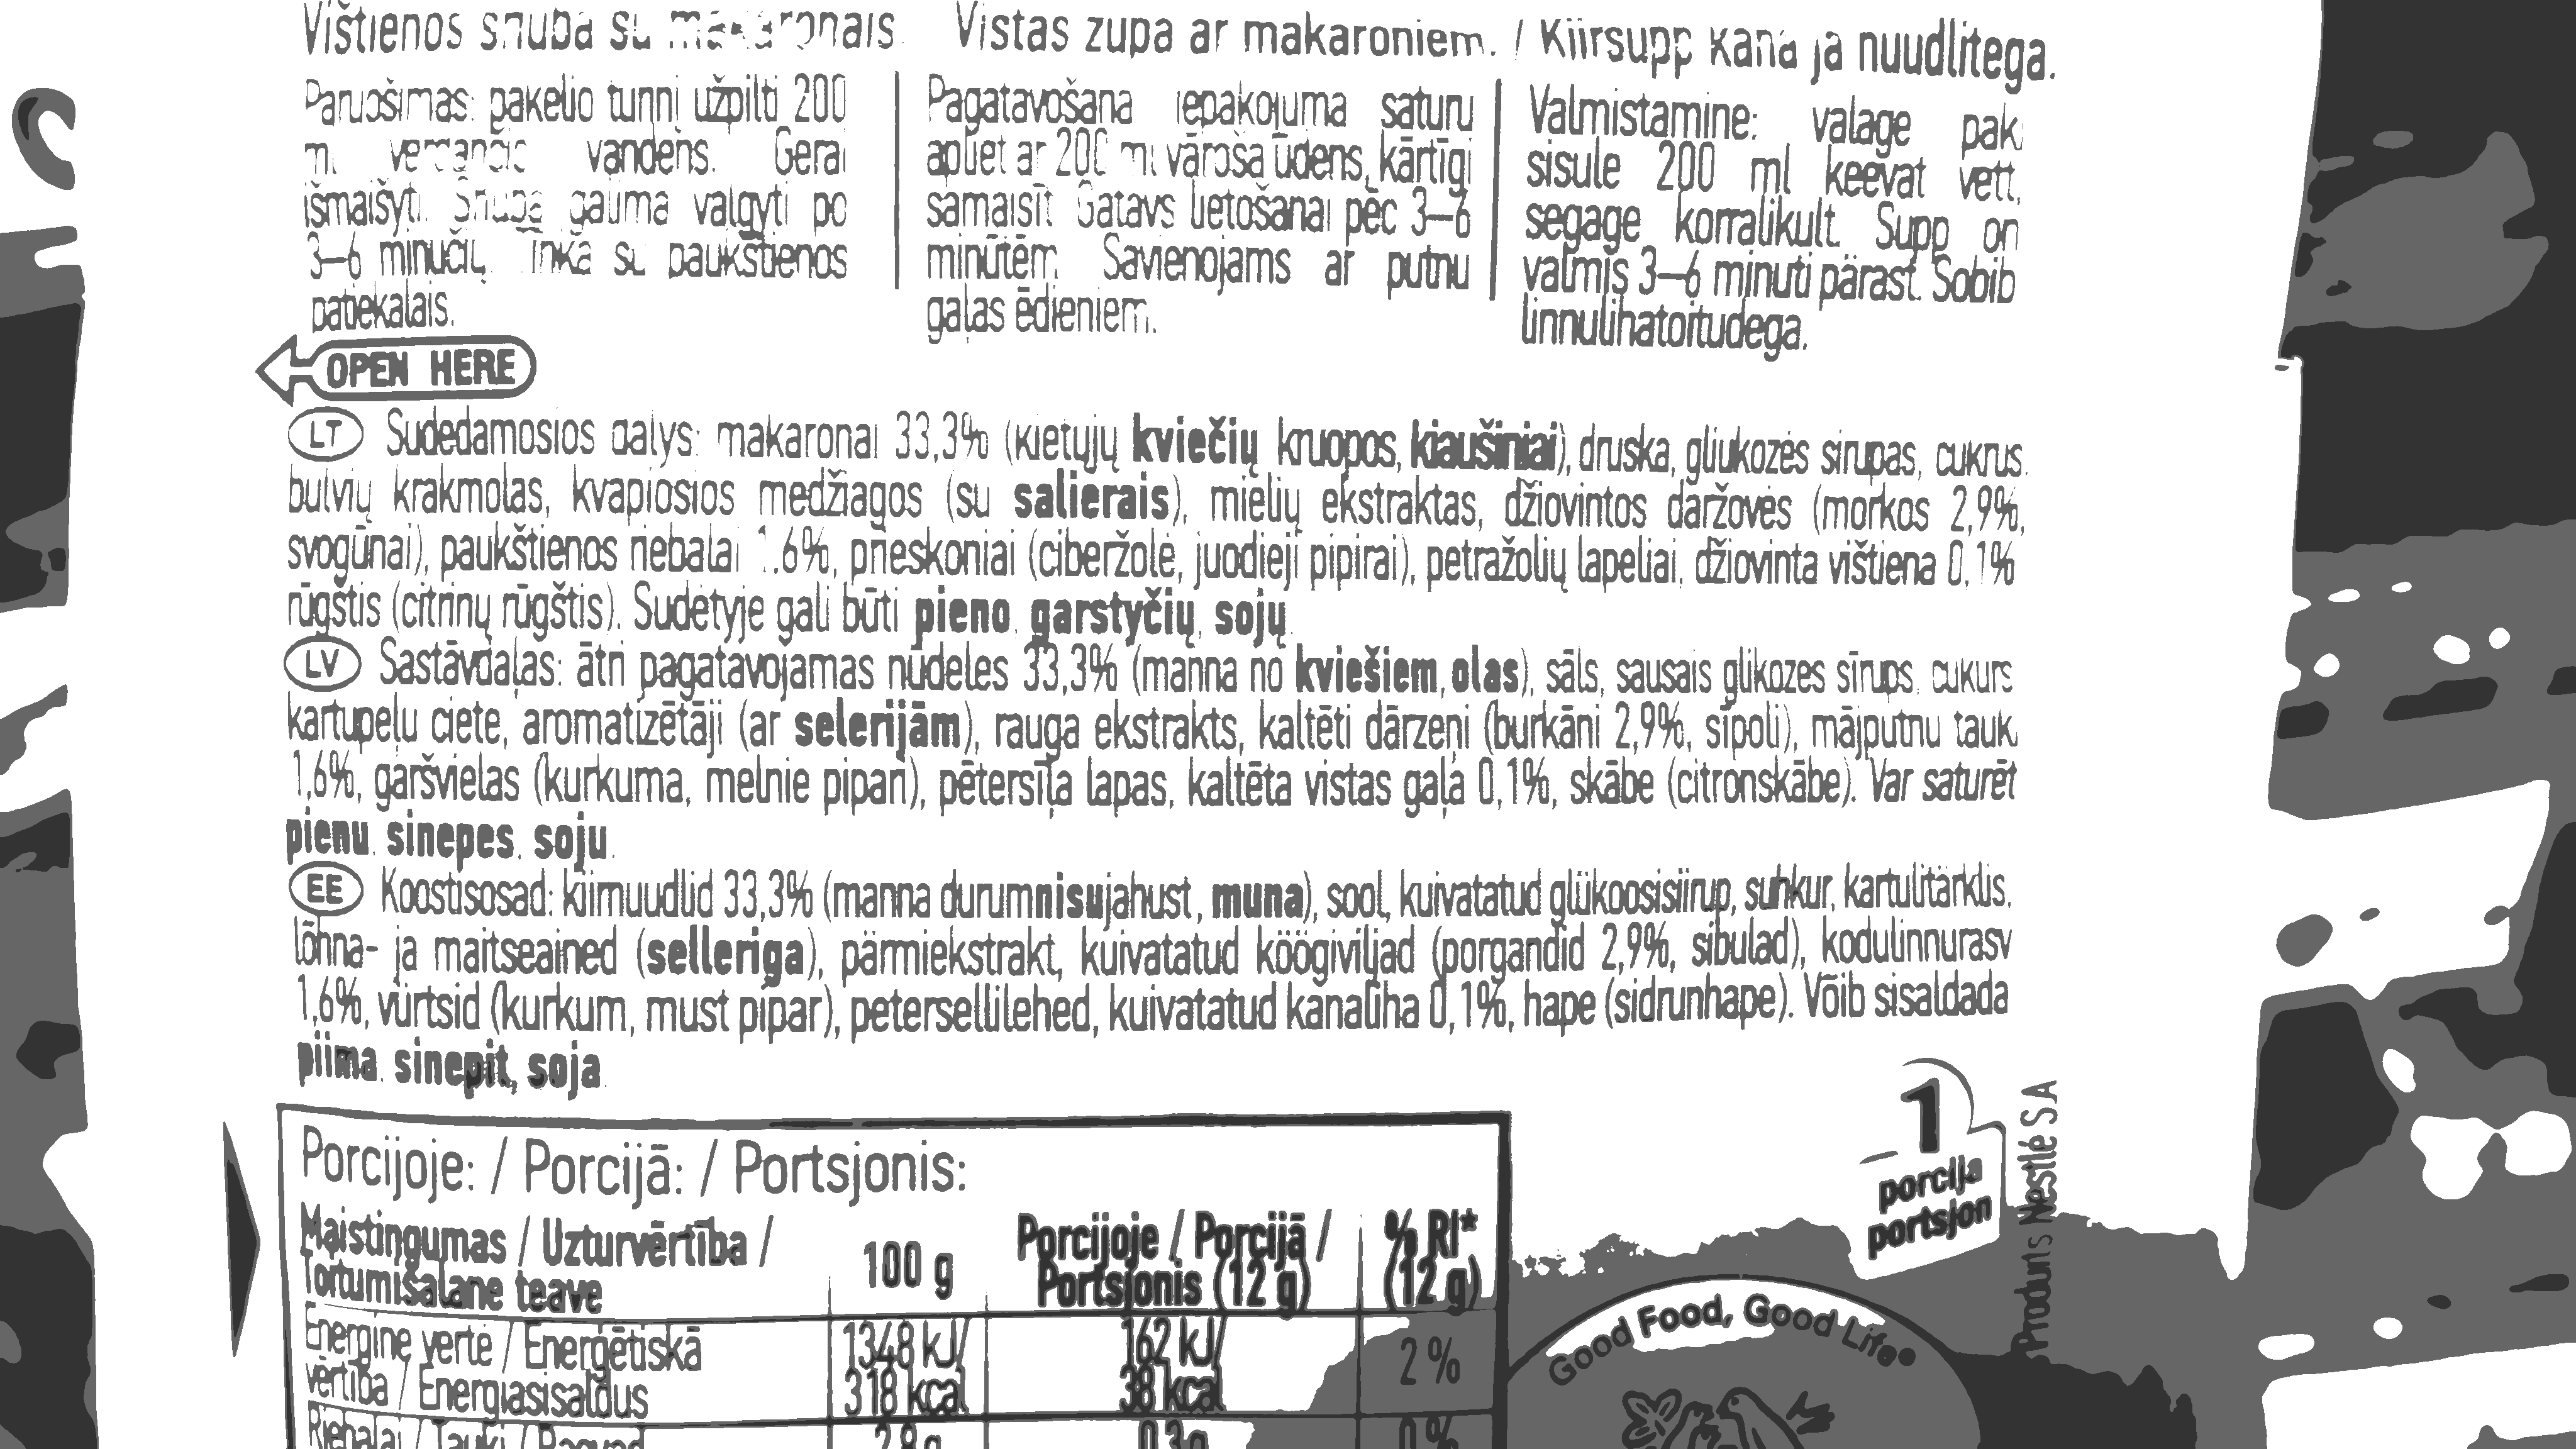 Vištienos sriuba su makaronais. Vistas zupa ar makaroniem. / Kiirsupp kana ja nuudlitega.
Paruošimas: pakelio turinį užpilti 200
ml verdančio vandens. Gerai
išmaišyti. Sriubą galima valgyti po
3–6 minučių. Tinka su paukštienos
patiekalais.
Pagatavošana iepakojuma saturu
apliet ar 200 ml vāroša ūdens, kārtīgi
samaisīt. Gatavs lietošanai pēc 3–6
minūtēm. Savienojams ar putnu
gaļas ēdieniem.
Valmistamine: valage pak
sisule 200 ml keevat vett,
segage korralikult. Supp on
valmis 3–6 minuti pärast. Sobib
linnulihatoitudega.
OPEN HERE
LT Sudedamosios dalys: makaronai 33,3% (kietųjų kviečių kruopos, kiaušiniai), druska, gliukozės sirupas, cukrus,
bulvių krakmolas, kvapiosios medžiagos (su salierais), mielių ekstraktas, džiovintos daržovės (morkos 2,9%,
svogūnai), paukštienos riebalai 1,6%, prieskoniai (ciberžolė, juodieji pipirai), petražolių lapeliai, džiovinta vištiena 0,1%
rūgštis (citrinų rūgštis). Sudėtyje gali būti pieno, garstyčių, sojų.
LV Sastāvdaļas: ātri pagatavojamas nūdeles 33,3% (manna no kviešiem, olas), sāls, sausais glikozes sīrups, cukurs
kartupeļu ciete, aromatizētāji (ar selerijām), rauga ekstrakts, kaltēti dārzeņi (burkāni 2,9%, sīpoli), mājputnu tauki
1,6%, garšvielas (kurkuma, melnie pipari), pētersīļa lapas, kaltēta vistas gaļa 0,1%, skābe (citronskābe). Var saturēt
pienu, sinepes, soju.
EE Koostisosad: kiirnuudlid 33,3% (manna durumnisujahust, muna), sool, kuivatatud glükoosisiirup, suhkur, kartulitärklis,
lõhna- ja maitseained (selleriga), pärmiekstrakt, kuivatatud köögiviljad (porgandid 2,9%, sibulad), kodulinnurasv
1,6%, vürtsid (kurkum, must pipar), petersellilehed, kuivatatud kanaliha 0,1%, hape (sidrunhape). Võib sisaldada
piima, sinepit, soja.
1
porcija
portsjon
Produits Nestlé S.A
Porcijoje: / Porcijā: / Portsjonis:
Maistingumas / Uzturvērtība / Toitumisalane teave 100 g Porcijoje / Porcijā / Portsjonis (12 g) % RI* (12 g)
Energinė vertė / Enerģētiskā vērtība / Energiasisaldus 1348 kJ/ 318 kcal 162 kJ/ 38 kcal 2 %
Riebalai / Tauki / Rasvad 2,8 g 0,3 g 0 %
Good Food, Good Life